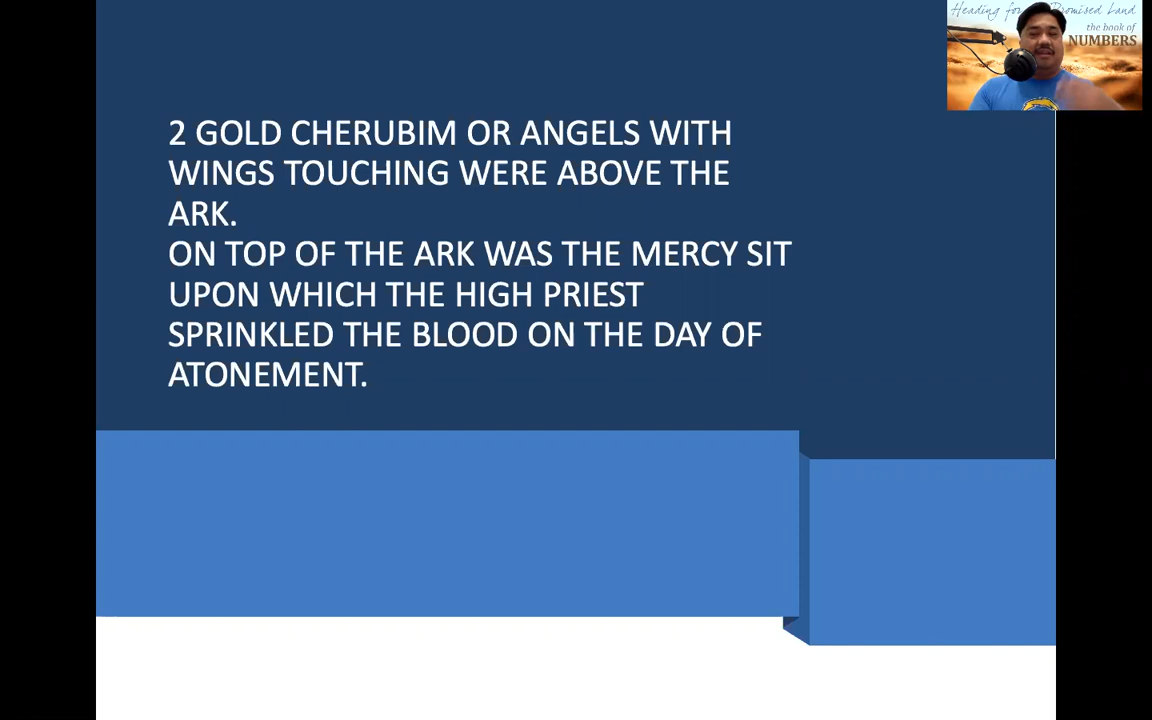 Heading for Promised Land
the book of
NUMBERS
2 GOLD CHERUBIM OR ANGELS WITH
WINGS TOUCHING WERE ABOVE THE
ARK.
ON TOP OF THE ARK WAS THE MERCY SIT
UPON WHICH THE HIGH PRIEST
SPRINKLED THE BLOOD ON THE DAY OF
ATONEMENT.